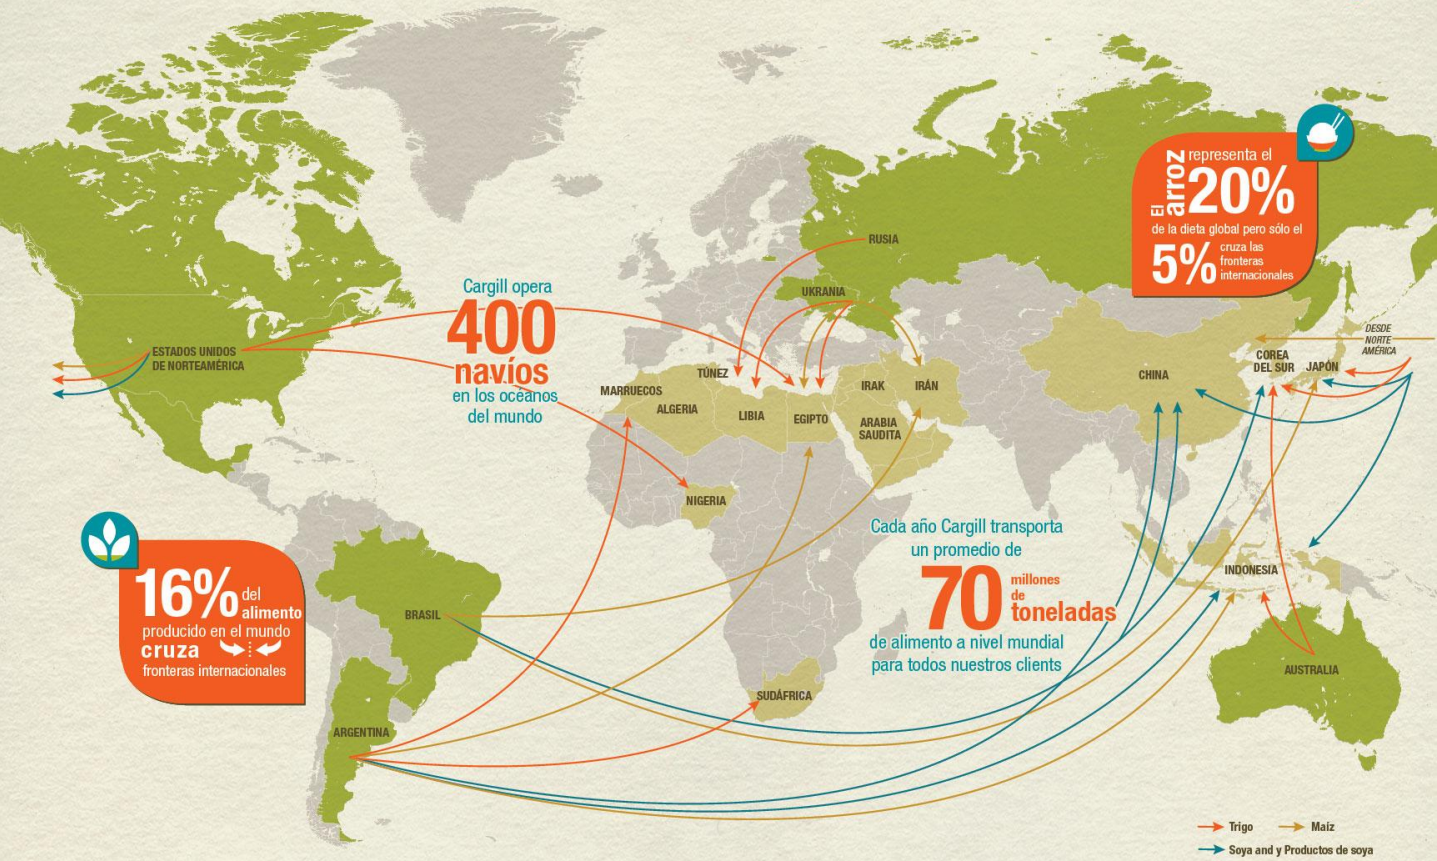 El arroz
representa el
20%
de la dieta global pero sólo el
5%
cruza las
fronteras
internacionales
RUSIA
Cargill opera
400
navíos
en los océanos
del mundo
UKRANIA
DESDE
NORTE
AMÉRICA
ESTADOS UNIDOS
DE NORTEAMÉRICA
COREA
DEL SUR
JAPÓN
CHINA
TÚNEZ
MARRUECOS
ALGERIA
LIBIA
EGIPTO
IRAK
IRÁN
ARABIA
SAUDITA
NIGERIA
Cada año Cargill transporta
un promedio de
70
millones
de
toneladas
de alimento a nivel mundial
para todos nuestros clients
16%
del
alimento
producido en el mundo
cruza
fronteras internacionales
BRASIL
INDONESIA
AUSTRALIA
SUDÁFRICA
ARGENTINA
Trigo
Maíz
Soya and y Productos de soya